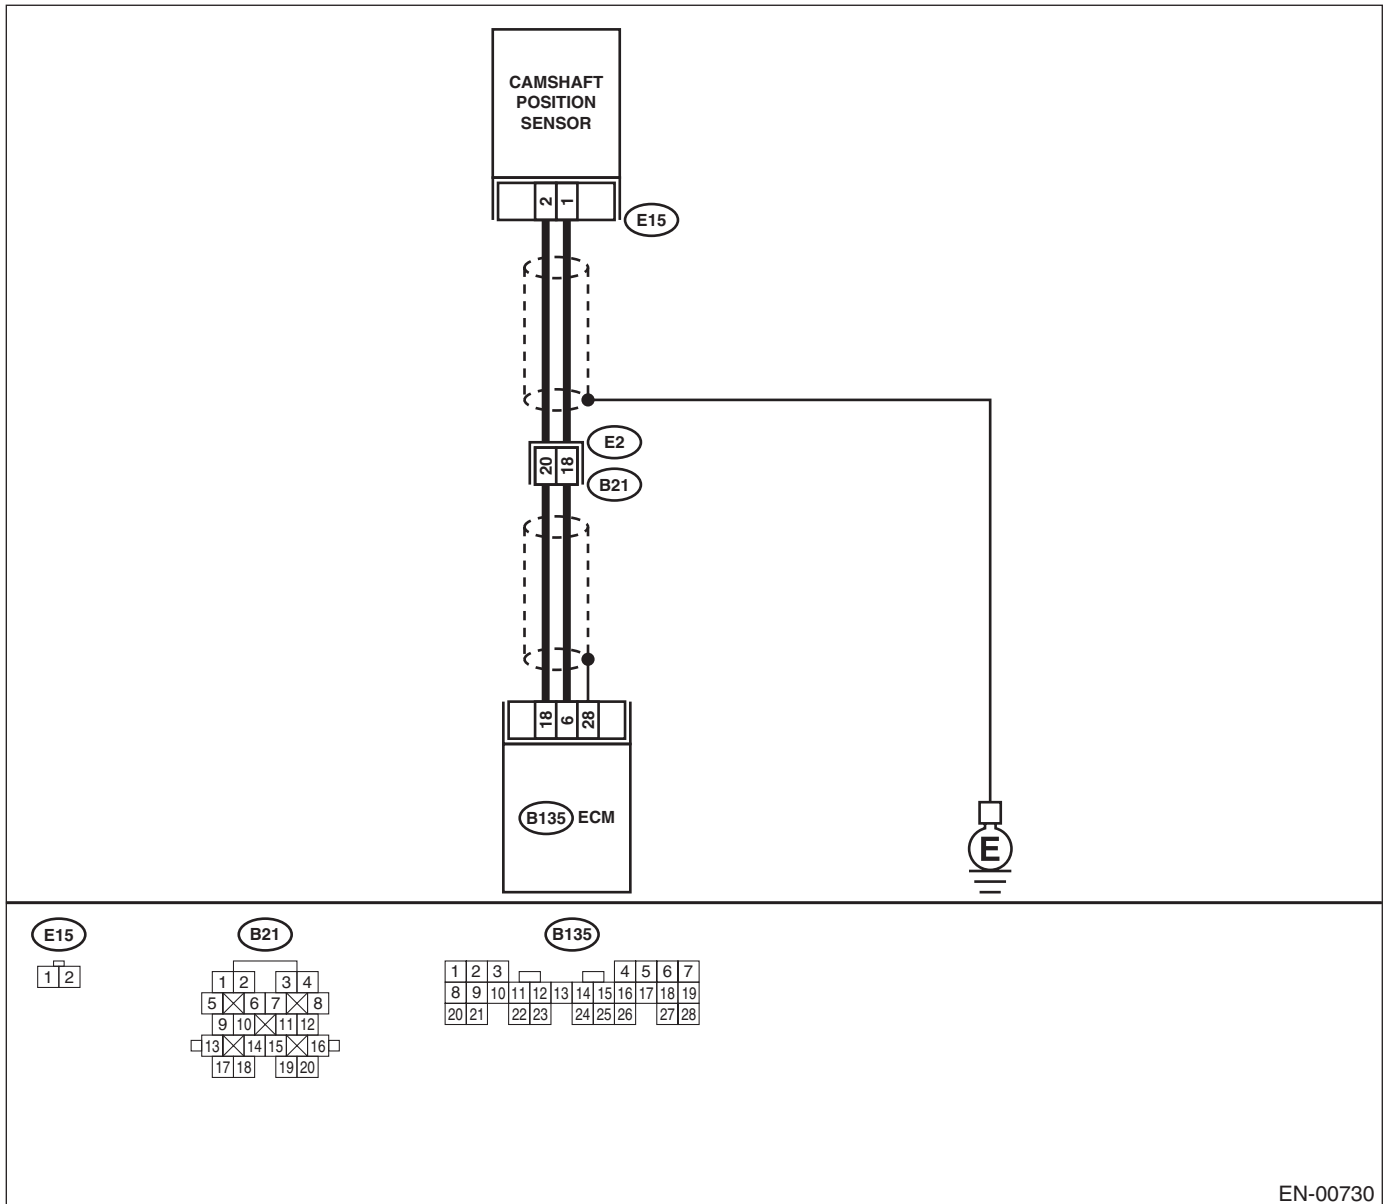 CAMSHAFT
POSITION
SENSOR
2 1
E15
E2
20 18
B21
18 6 28
B135 ECM
E
E15 B21 B135
1 2
1 2 3 4
5 6 7 8
9 10 11 12
13 14 15 16
17 18 19 20
1 2 3 4 5 6 7
8 9 10 11 12 13 14 15 16 17 18 19
20 21 22 23 24 25 26 27 28
EN-00730